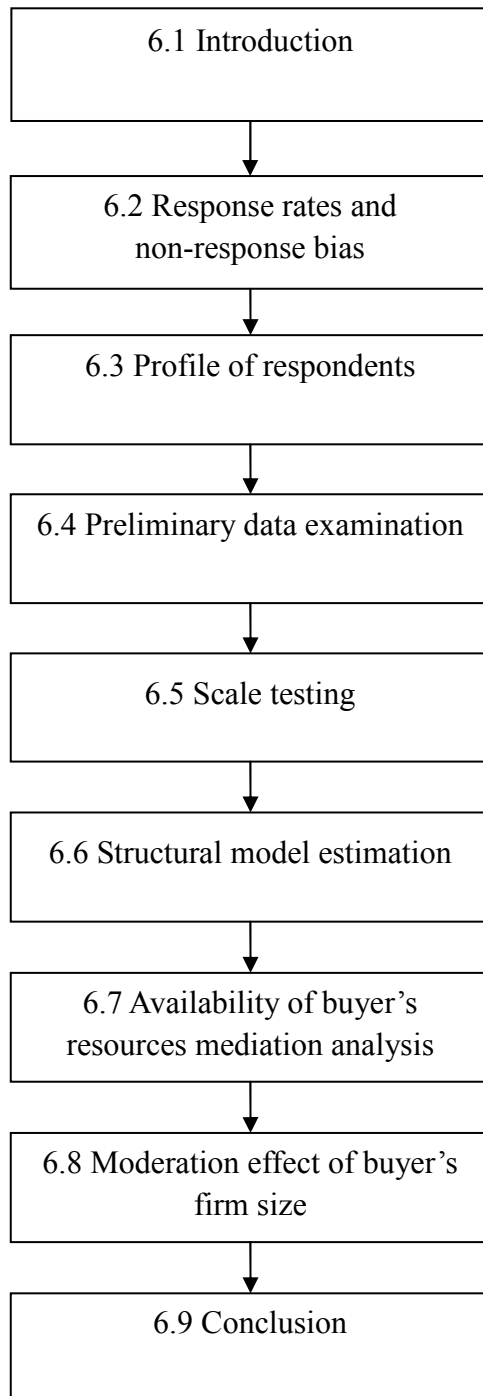 6.1 Introduction
6.2 Response rates and
non-response bias
6.3 Profile of respondents
6.4 Preliminary data examination
6.5 Scale testing
6.6 Structural model estimation
6.7 Availability of buyer’s
resources mediation analysis
6.8 Moderation effect of buyer’s
firm size
6.9 Conclusion